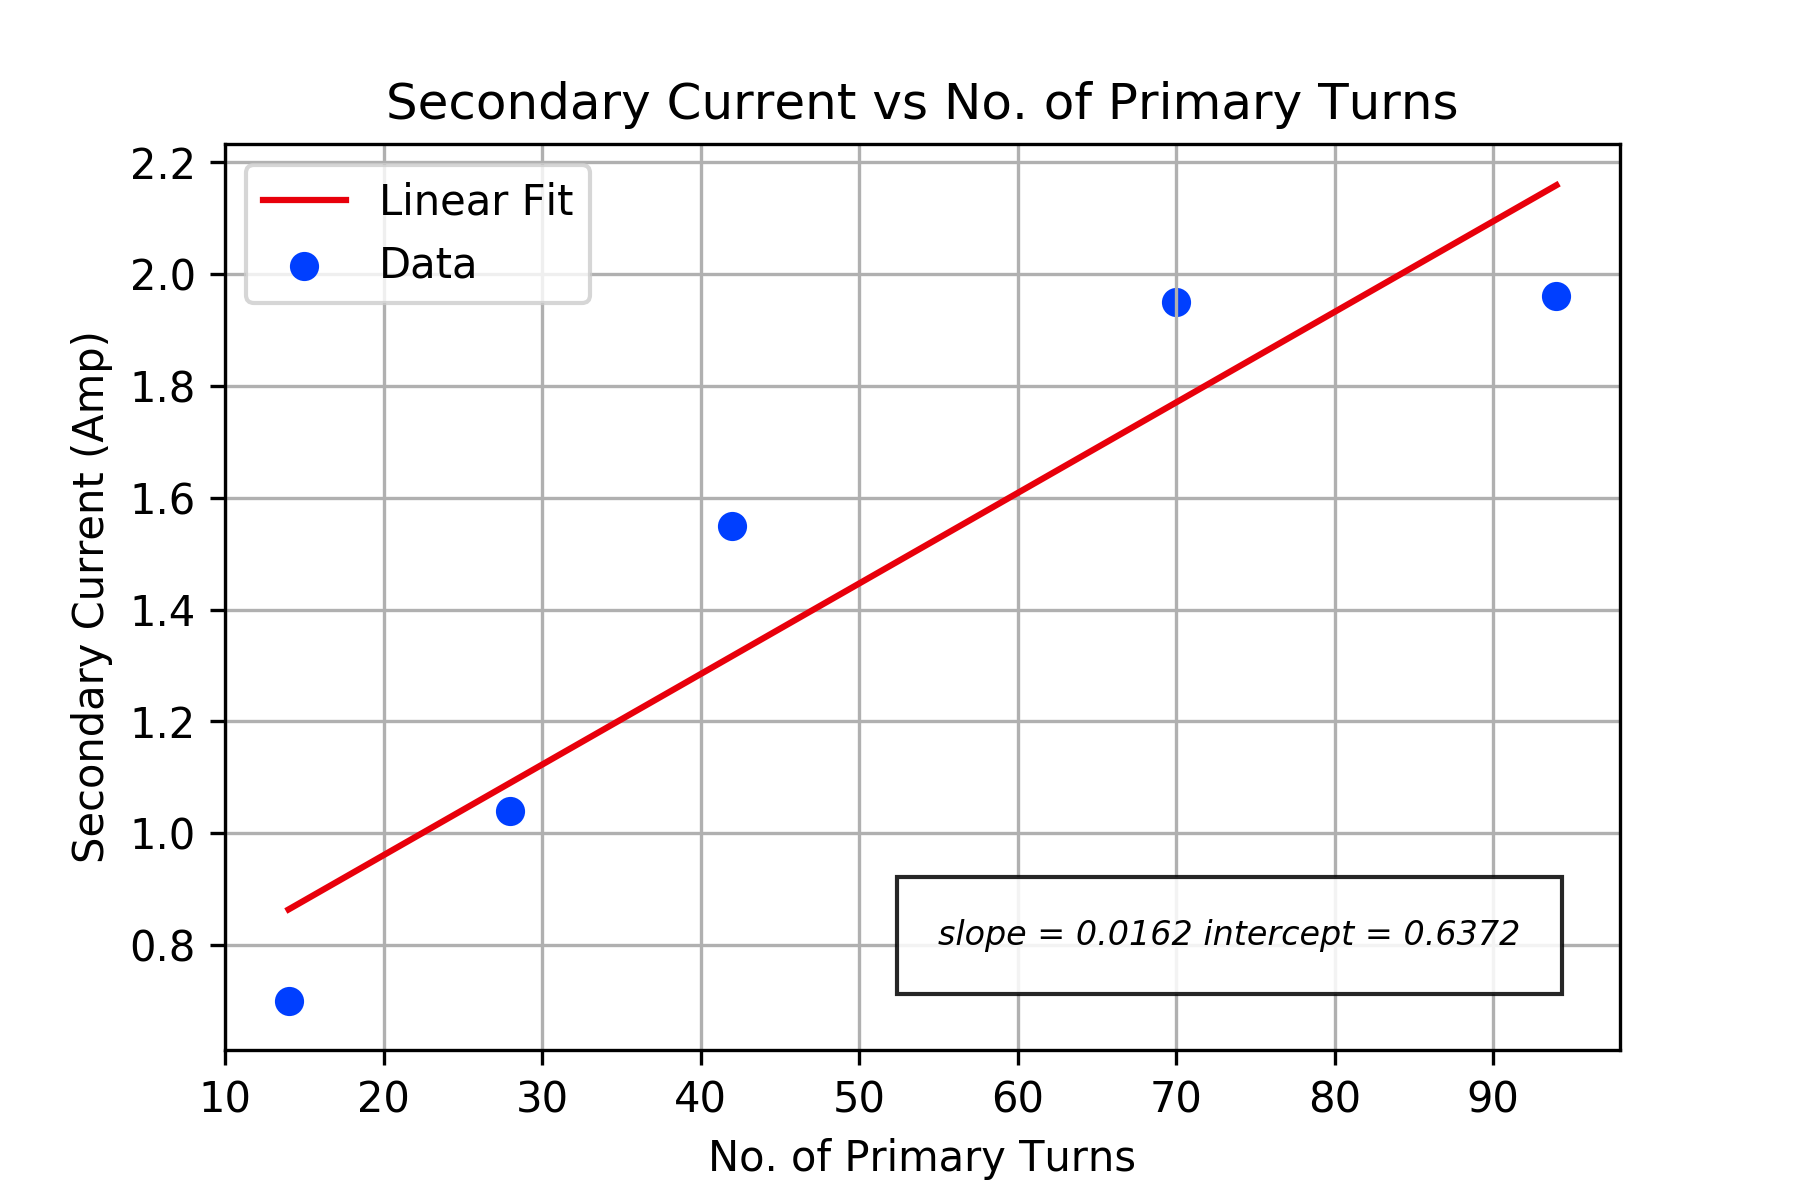 Secondary Current vs No. of Primary Turns
Linear Fit
Data
2.2
2.0
1.8
1.6
1.4
1.2
1.0
0.8
Secondary Current (Amp)
slope = 0.0162 intercept = 0.6372
10 20 30 40 50 60 70 80 90
No. of Primary Turns